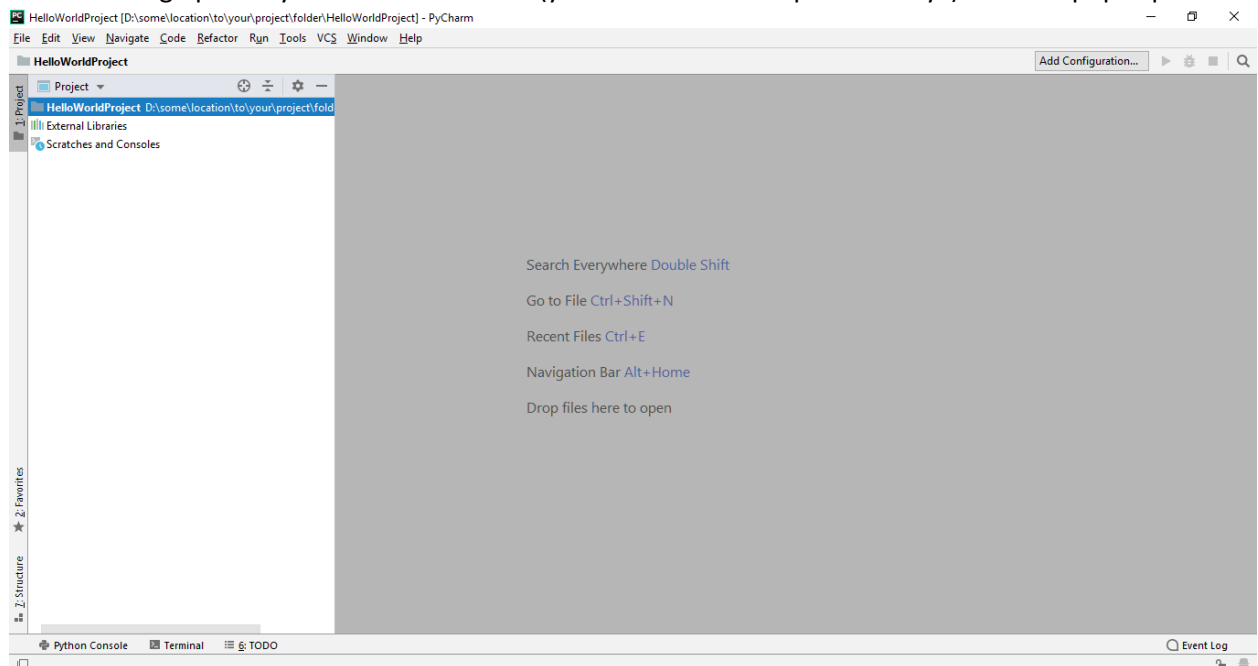 HelloWorldProject [D:\some\location\to\your\project\folder\HelloWorldProject] - PyCharm
File Edit View Navigate Code Refactor Run Tools VCS Window Help
HelloWorldProject
Add Configuration...
Project
HelloWorldProject D:\some\location\to\your\project\fold
External Libraries
Scratches and Consoles
1: Project
Search Everywhere Double Shift
Go to File Ctrl+Shift+N
Recent Files Ctrl+E
Navigation Bar Alt+Home
Drop files here to open
2: Favorites
7: Structure
Python Console Terminal 6: TODO
Event Log